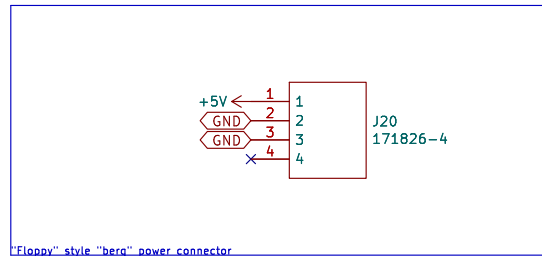 +5V 1 1
GND 2 2
GND 3 3
4 4
J20
171826-4
"Floppy" style "berg" power connector